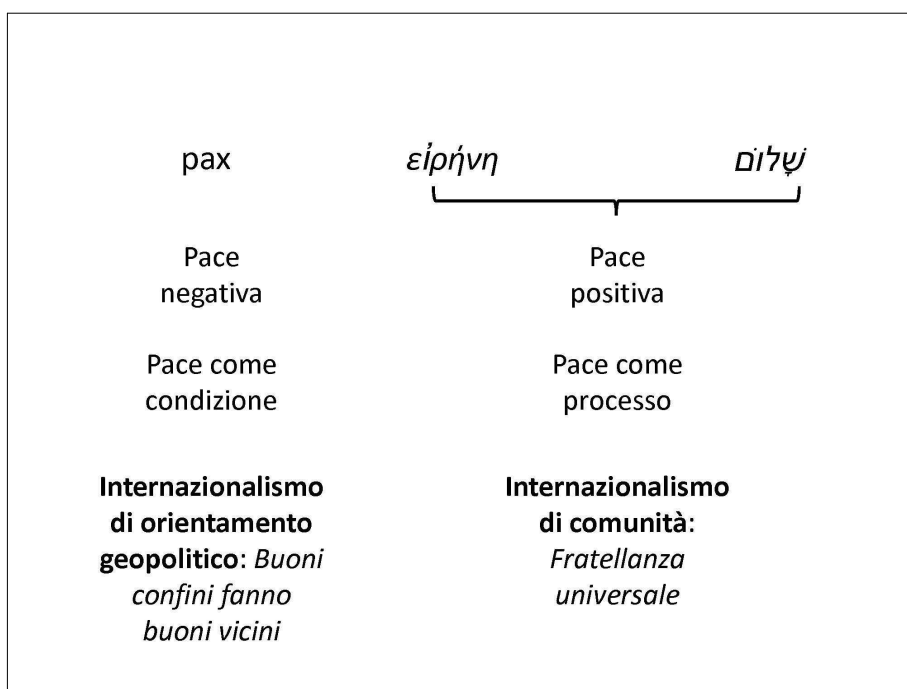 pax
εἰρήνη
שָׁלוֹם
Pace
negativa
Pace
positiva
Pace come
condizione
Pace come
processo
Internazionalismo
di orientamento
geopolitico: Buoni
confini fanno
buoni vicini
Internazionalismo
di comunità:
Fratellanza
universale